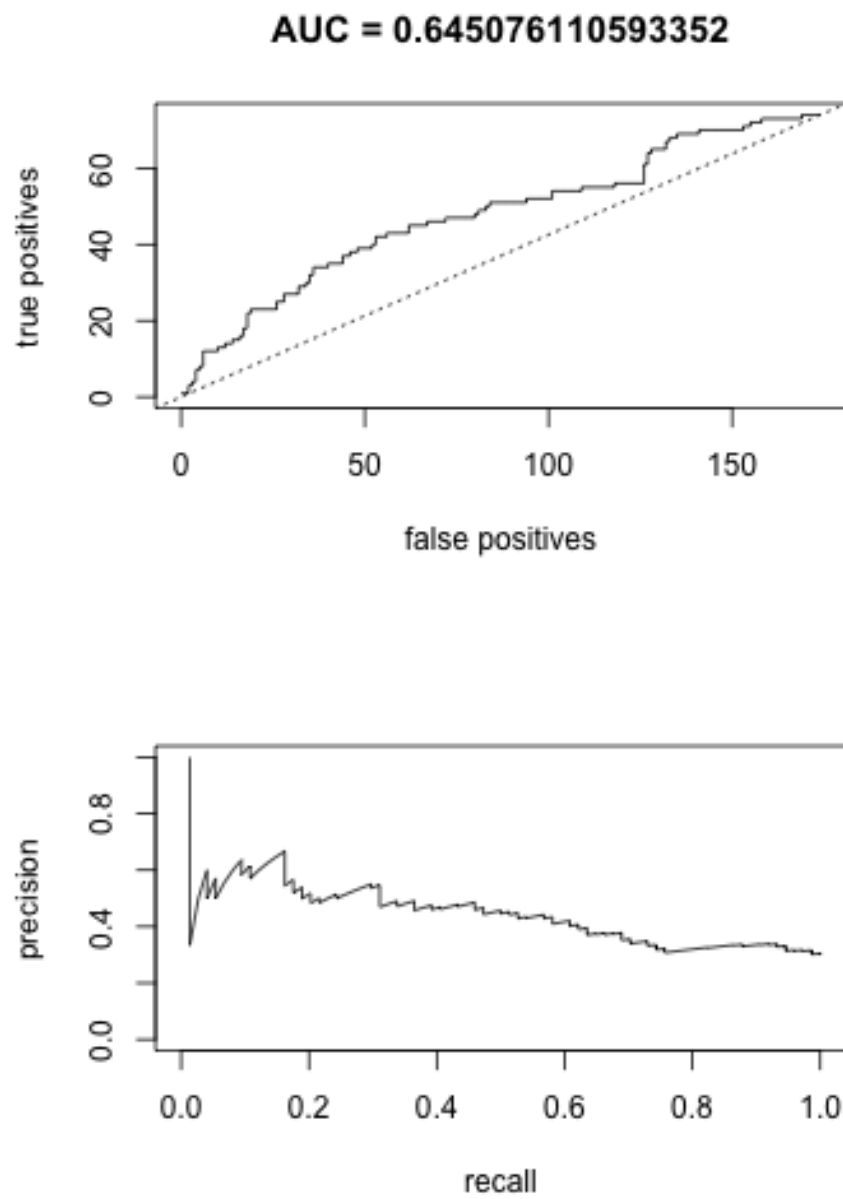 AUC = 0.645076110593352
true positives
60
40
20
0
0 50 100 150
false positives
precision
0.8
0.4
0.0
0.0 0.2 0.4 0.6 0.8 1.0
recall